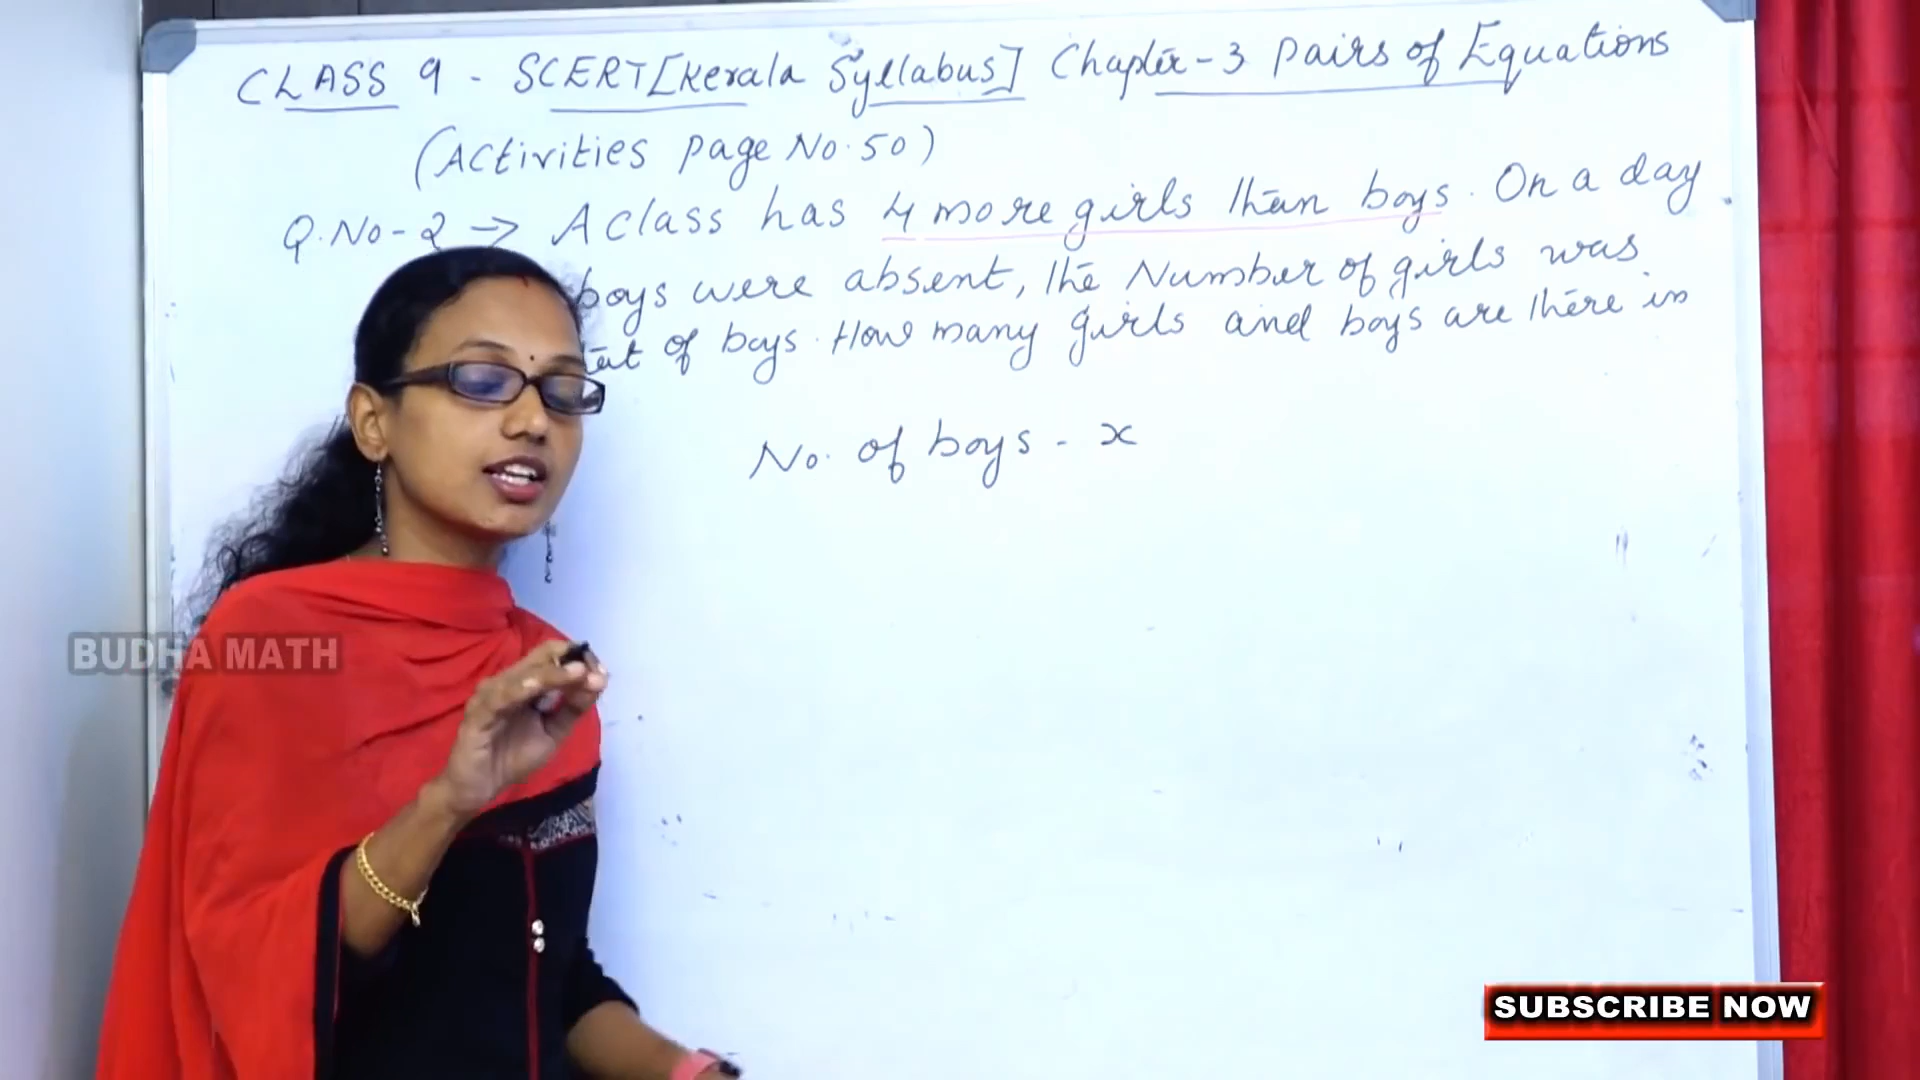 CLASS 9 - SCERT [Kerala Syllabus] Chapter-3 Pairs of Equations
(Activities page No.50)
Q.No-2 → A class has 4 more girls than boys. On a day
boys were absent, the Number of girls was
of boys. How many girls and boys are there in
No. of boys - x
BUDHA MATH
SUBSCRIBE NOW